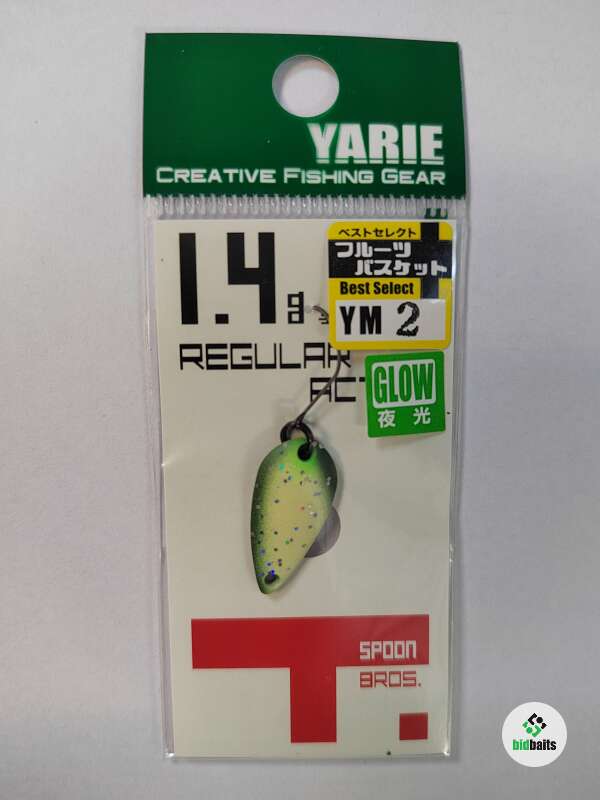 YARIE
CREATIVE FISHING GEAR
1.4g
ベストセレクト
フルーツ
バスケット
Best Select
YM 2
REGULAR
ACT
GLOW
夜光
T.
SPOON
BROS.
bidbaits